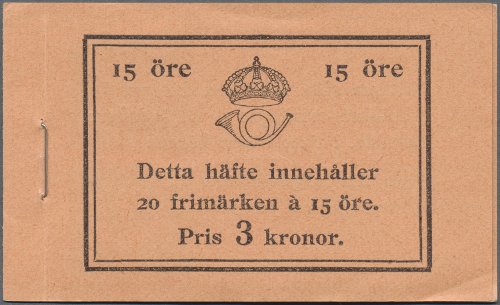 15 öre 15 öre
Detta häfte innehåller
20 frimärken à 15 öre.
Pris 3 kronor.